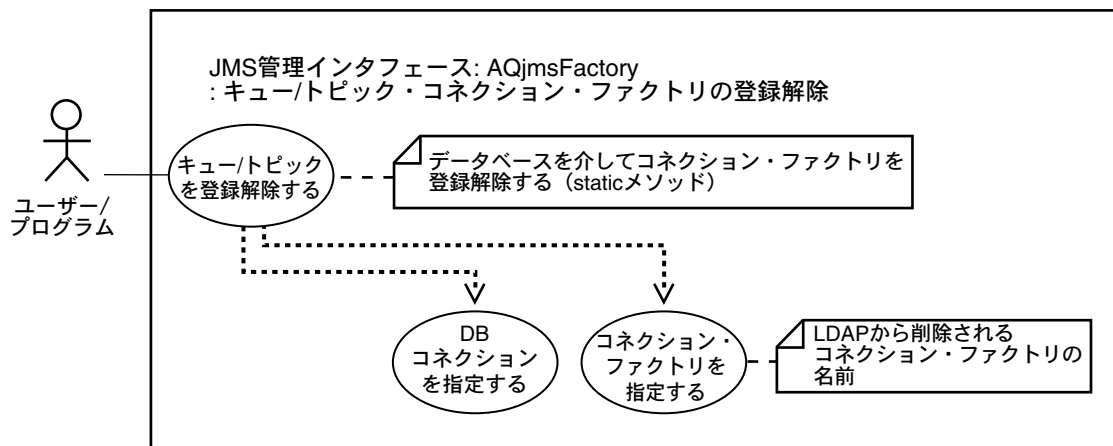 JMS管理インタフェース: AQjmsFactory
: キュー/トピック・コネクション・ファクトリの登録解除
ユーザー/
プログラム
キュー/トピック
を登録解除する
データベースを介してコネクション・ファクトリを
登録解除する（staticメソッド）
DB
コネクション
を指定する
コネクション・
ファクトリを
指定する
LDAPから削除される
コネクション・ファクトリの
名前